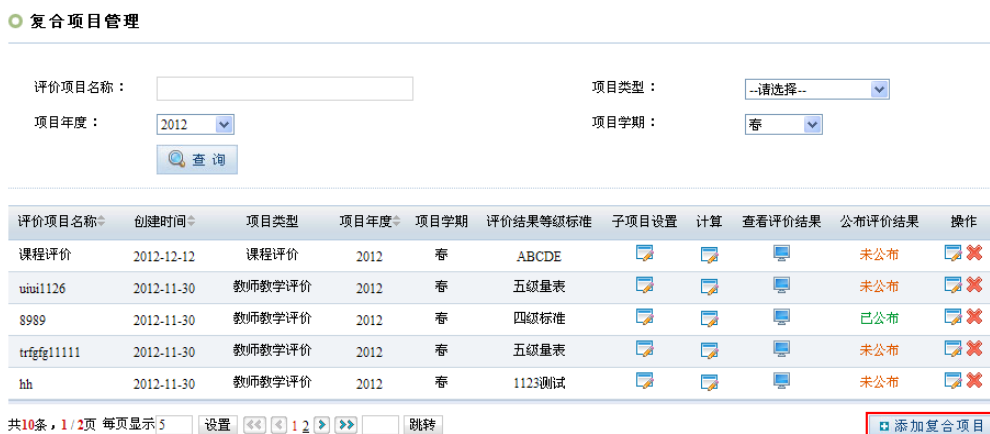 复合项目管理
评价项目名称： 项目类型： --请选择--
项目年度： 2012 项目学期： 春
查 询
评价项目名称 创建时间 项目类型 项目年度 项目学期 评价结果等级标准 子项目设置 计算 查看评价结果 公布评价结果 操作
课程评价 2012-12-12 课程评价 2012 春 ABCDE 未公布
uiui1126 2012-11-30 教师教学评价 2012 春 五级量表 未公布
8989 2012-11-30 教师教学评价 2012 春 四级标准 已公布
trfgfg11111 2012-11-30 教师教学评价 2012 春 五级量表 未公布
hh 2012-11-30 教师教学评价 2012 春 1123测试 未公布
共10条，1/2页 每页显示 5 设置 1 2 跳转 添加复合项目